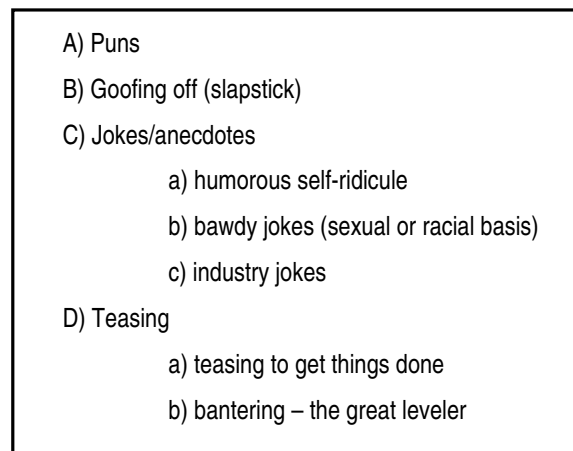 A) Puns
B) Goofing off (slapstick)
C) Jokes/anecdotes
a) humorous self-ridicule
b) bawdy jokes (sexual or racial basis)
c) industry jokes
D) Teasing
a) teasing to get things done
b) bantering – the great leveler